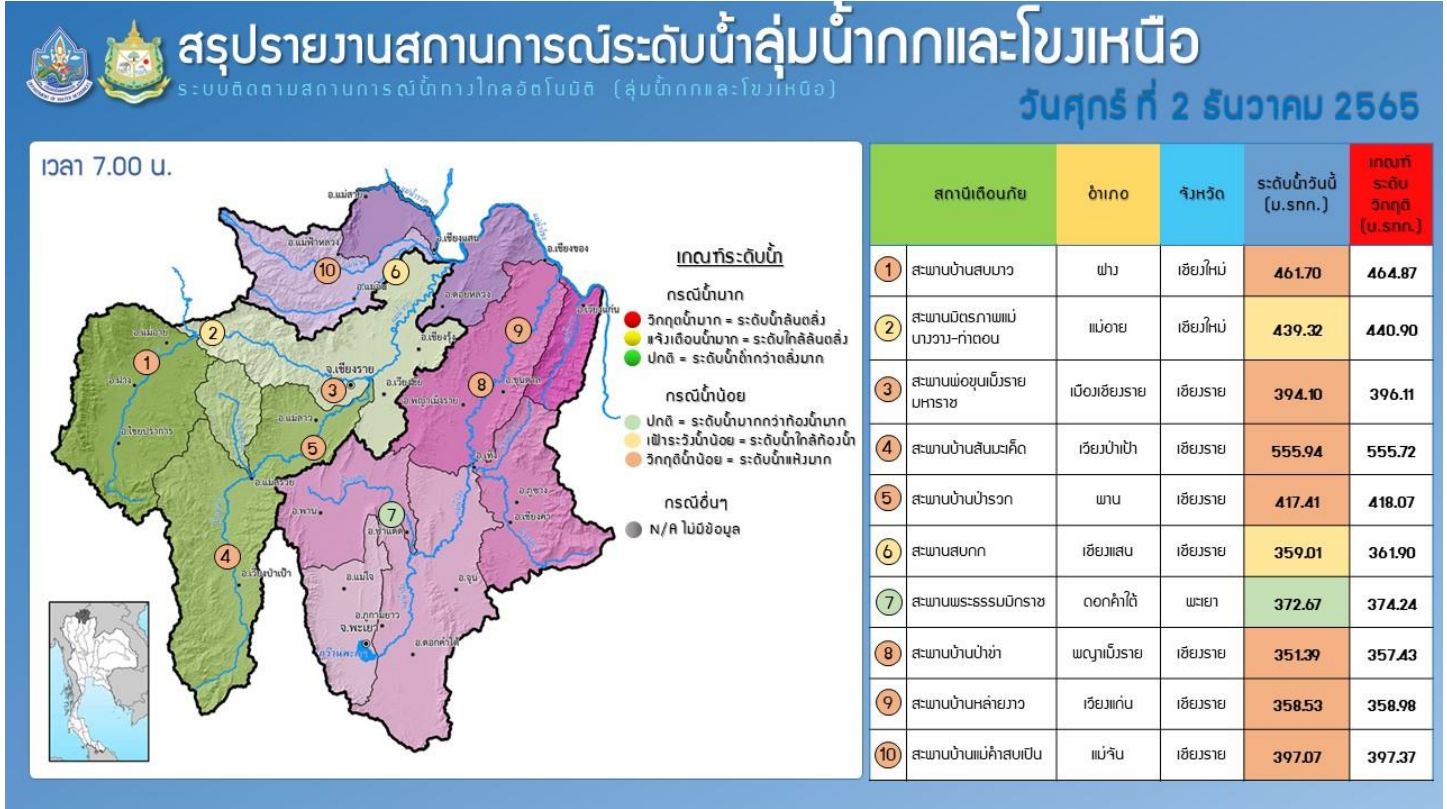 สรุปรายงานสถานการณ์ระดับน้ำลุ่มน้ำกกและโขงเหนือ
ระบบติดตามสถานการณ์น้ำทางไกลอัตโนมัติ (ลุ่มน้ำกกและโขงเหนือ)
วันศุกร์ ที่ 2 ธันวาคม 2565
เวลา 7.00 น.
อ.แม่สาย
อ.แม่ฟ้าหลวง
อ.เชียงแสน
อ.เชียงของ
10
6
อ.ดอยหลวง
อ.เวียงแก่น
อ.แม่อาย
2
9
อ.เชียงรุ้ง
1
จ.เชียงราย
อ.ฝาง
3
8
อ.ขุนตาล
อ.พญาเม็งราย
อ.แม่ลาว
อ.ไชยปราการ
5
อ.เทิง
อ.แม่สรวย
อ.ภูซาง
อ.พาน
7
อ.เชียงคำ
อ.ป่าแดด
4
อ.เวียงป่าเป้า
อ.แม่ใจ
อ.จุน
อ.ภูกามยาว
จ.พะเยา
อ.ดอกคำใต้
กว๊านพะเยา
เกณฑ์ระดับน้ำ
กรณีน้ำมาก
วิกฤตน้ำมาก = ระดับน้ำล้นตลิ่ง
แจ้งเตือนน้ำมาก = ระดับใกล้ล้นตลิ่ง
ปกติ = ระดับน้ำต่ำกว่าตลิ่งมาก
กรณีน้ำน้อย
ปกติ = ระดับน้ำมากกว่าท้องน้ำมาก
เฝ้าระวังน้ำน้อย = ระดับน้ำใกล้ท้องน้ำ
วิกฤติน้ำน้อย = ระดับน้ำแห้งมาก
กรณีอื่นๆ
N/A ไม่มีข้อมูล
สถานีเตือนภัย อำเภอ จังหวัด ระดับน้ำวันนี้ (ม.รทก.) เกณฑ์ระดับวิกฤติ (ม.รทก.)
1 สะพานบ้านสบมาว ฝาง เชียงใหม่ 461.70 464.87
2 สะพานมิตรภาพแม่นางวาง-ท่าตอน แม่อาย เชียงใหม่ 439.32 440.90
3 สะพานพ่อขุนเม็งรายมหาราช เมืองเชียงราย เชียงราย 394.10 396.11
4 สะพานบ้านสันมะเค็ด เวียงป่าเป้า เชียงราย 555.94 555.72
5 สะพานบ้านป่ารวก พาน เชียงราย 417.41 418.07
6 สะพานสบกก เชียงแสน เชียงราย 359.01 361.90
7 สะพานพระธรรมมิกราช ดอกคำใต้ พะเยา 372.67 374.24
8 สะพานบ้านป่าข่า พญาเม็งราย เชียงราย 351.39 357.43
9 สะพานบ้านหล่ายงาว เวียงแก่น เชียงราย 358.53 358.98
10 สะพานบ้านแม่คำสบเปิน แม่จัน เชียงราย 397.07 397.37